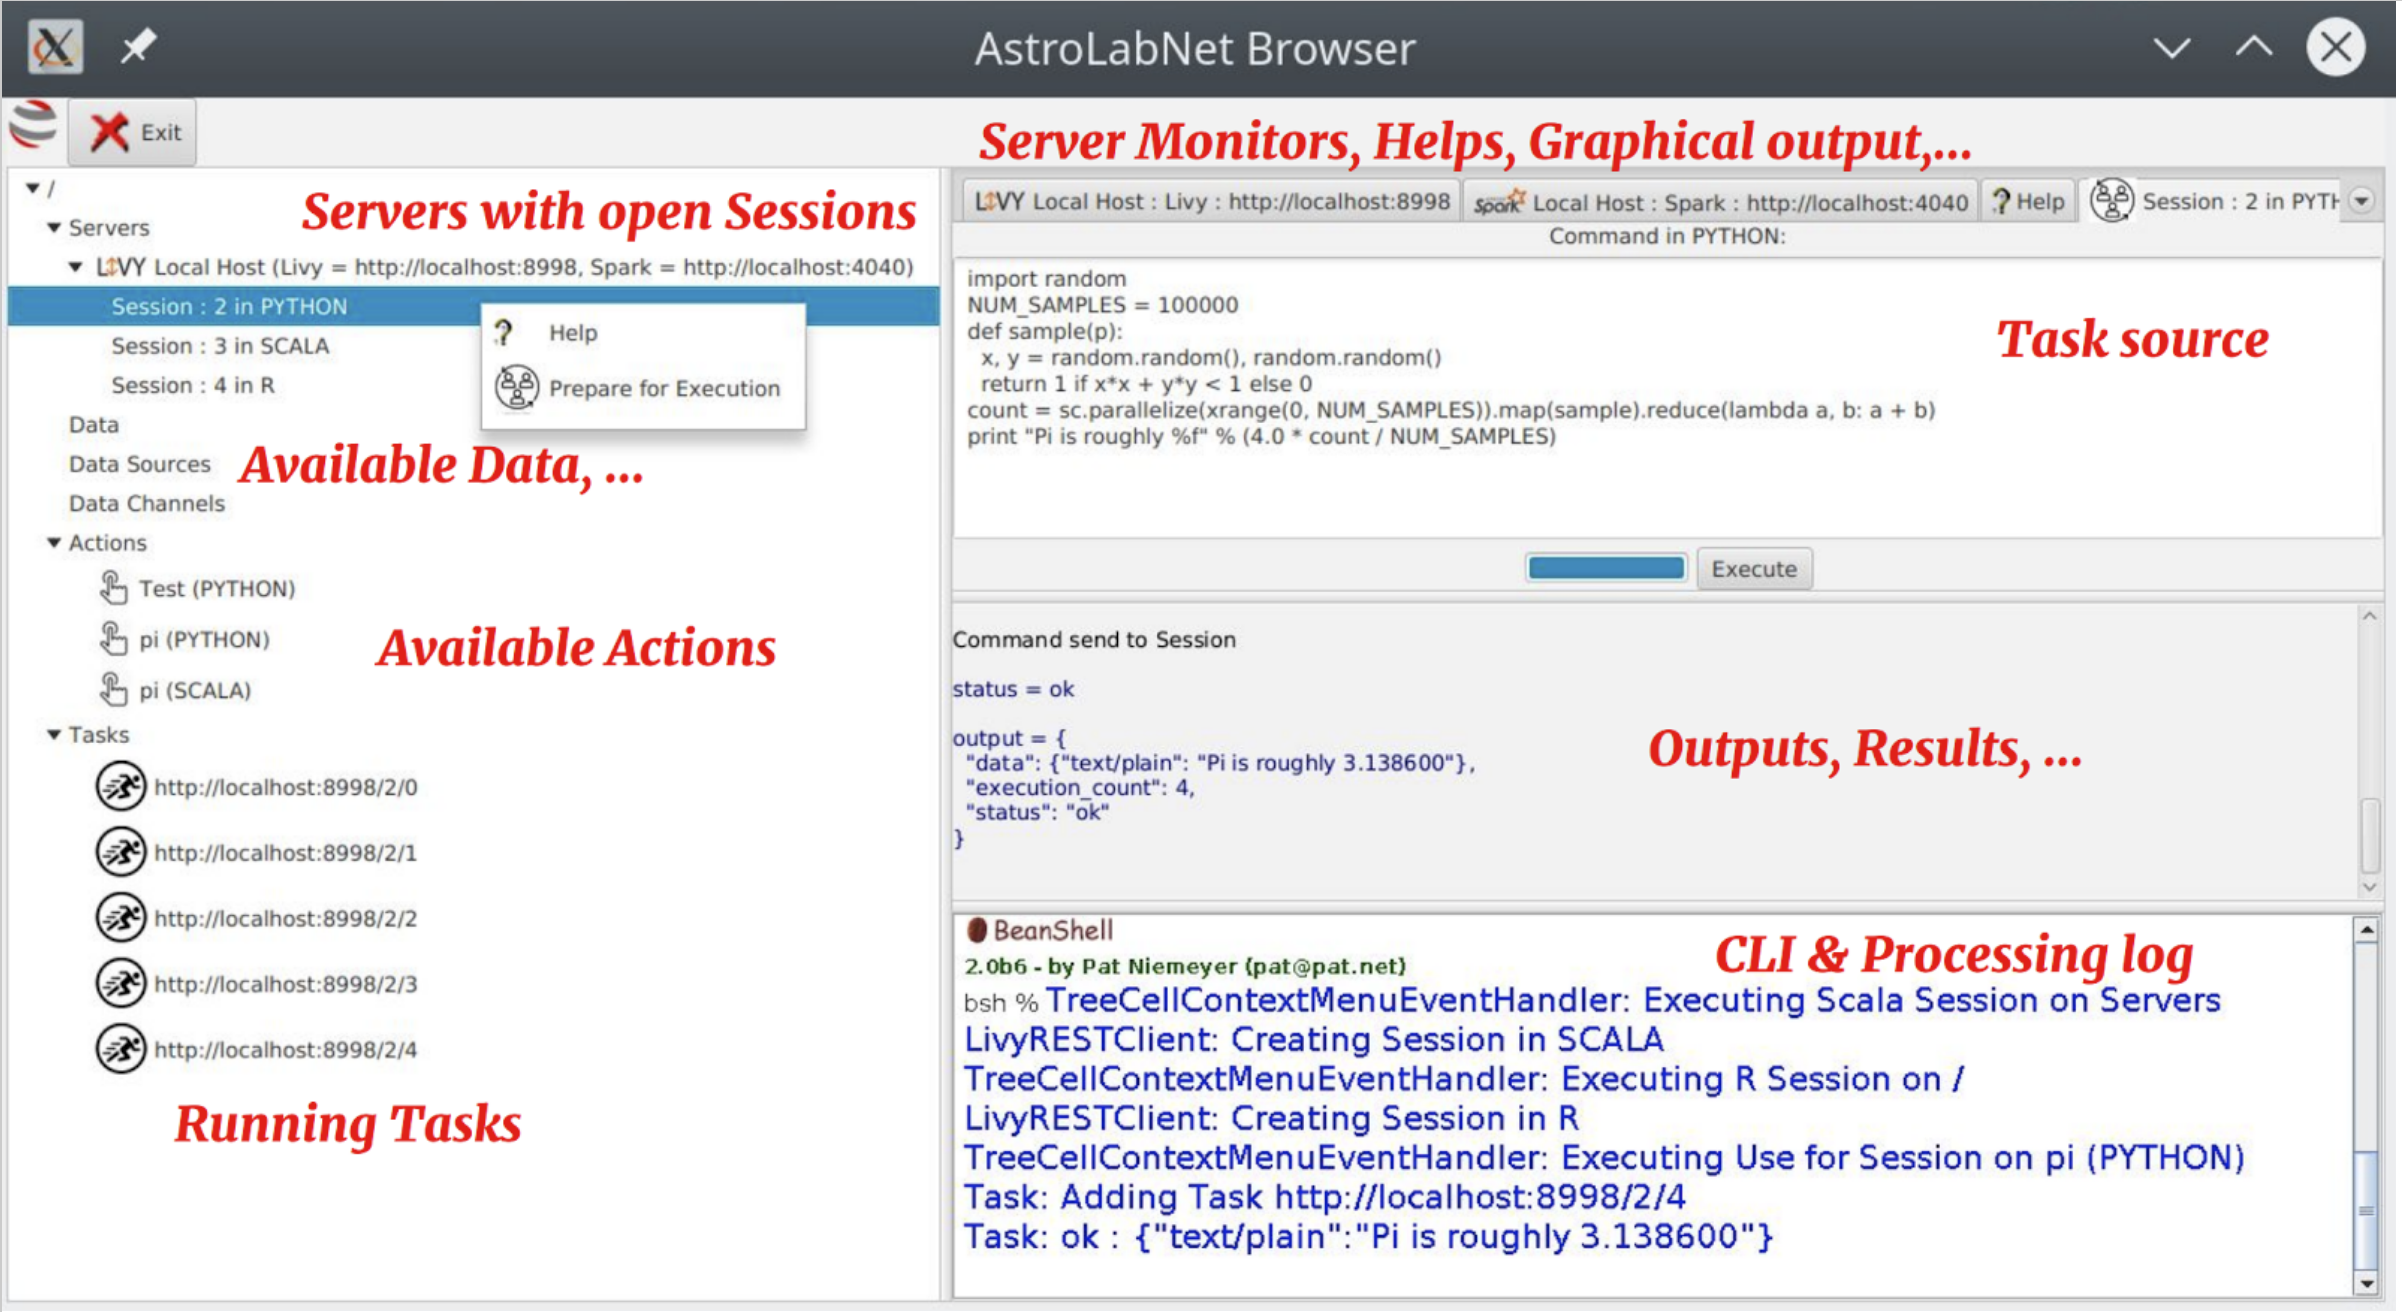 AstroLabNet Browser
Exit
Server Monitors, Helps, Graphical output,...
/
Servers with open Sessions
Servers
LIVY Local Host (Livy = http://localhost:8998, Spark = http://localhost:4040)
Session : 2 in PYTHON
Session : 3 in SCALA
Session : 4 in R
Help
Prepare for Execution
Data
Data Sources
Available Data, ...
Data Channels
Actions
Test (PYTHON)
pi (PYTHON)
Available Actions
pi (SCALA)
Tasks
http://localhost:8998/2/0
http://localhost:8998/2/1
http://localhost:8998/2/2
http://localhost:8998/2/3
http://localhost:8998/2/4
Running Tasks
LIVY Local Host : Livy : http://localhost:8998
Spark Local Host : Spark : http://localhost:4040
? Help
Session : 2 in PYTH
Command in PYTHON:
import random
NUM_SAMPLES = 100000
def sample(p):
x, y = random.random(), random.random()
return 1 if x*x + y*y < 1 else 0
count = sc.parallelize(xrange(0, NUM_SAMPLES)).map(sample).reduce(lambda a, b: a + b)
print "Pi is roughly %f" % (4.0 * count / NUM_SAMPLES)
Task source
Execute
Command send to Session
status = ok
output = {
"data": {"text/plain": "Pi is roughly 3.138600"},
"execution_count": 4,
"status": "ok"
}
Outputs, Results, ...
BeanShell
2.0b6 - by Pat Niemeyer (pat@pat.net)
CLI & Processing log
bsh % TreeCellContextMenuEventHandler: Executing Scala Session on Servers
LivyRESTClient: Creating Session in SCALA
TreeCellContextMenuEventHandler: Executing R Session on /
LivyRESTClient: Creating Session in R
TreeCellContextMenuEventHandler: Executing Use for Session on pi (PYTHON)
Task: Adding Task http://localhost:8998/2/4
Task: ok : {"text/plain":"Pi is roughly 3.138600"}